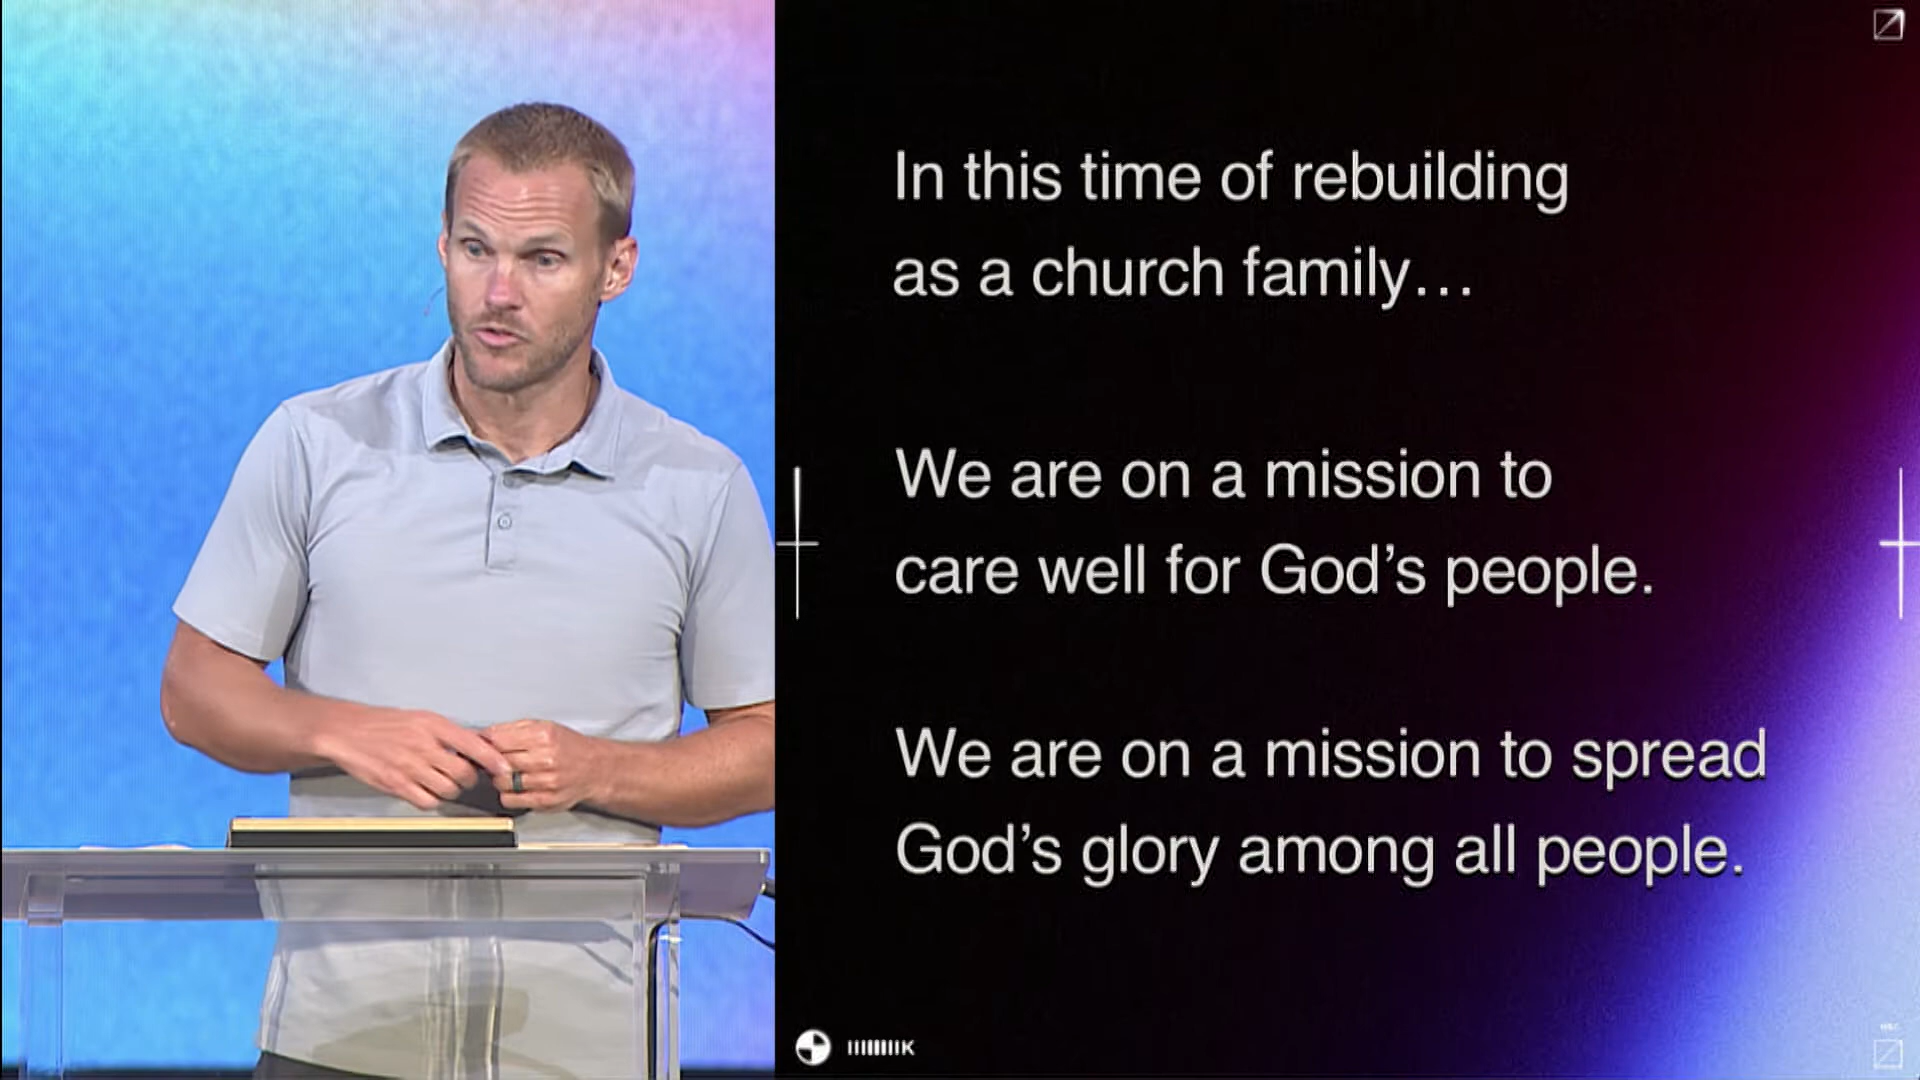 In this time of rebuilding
as a church family…
We are on a mission to
care well for God’s people.
We are on a mission to spread
God’s glory among all people.